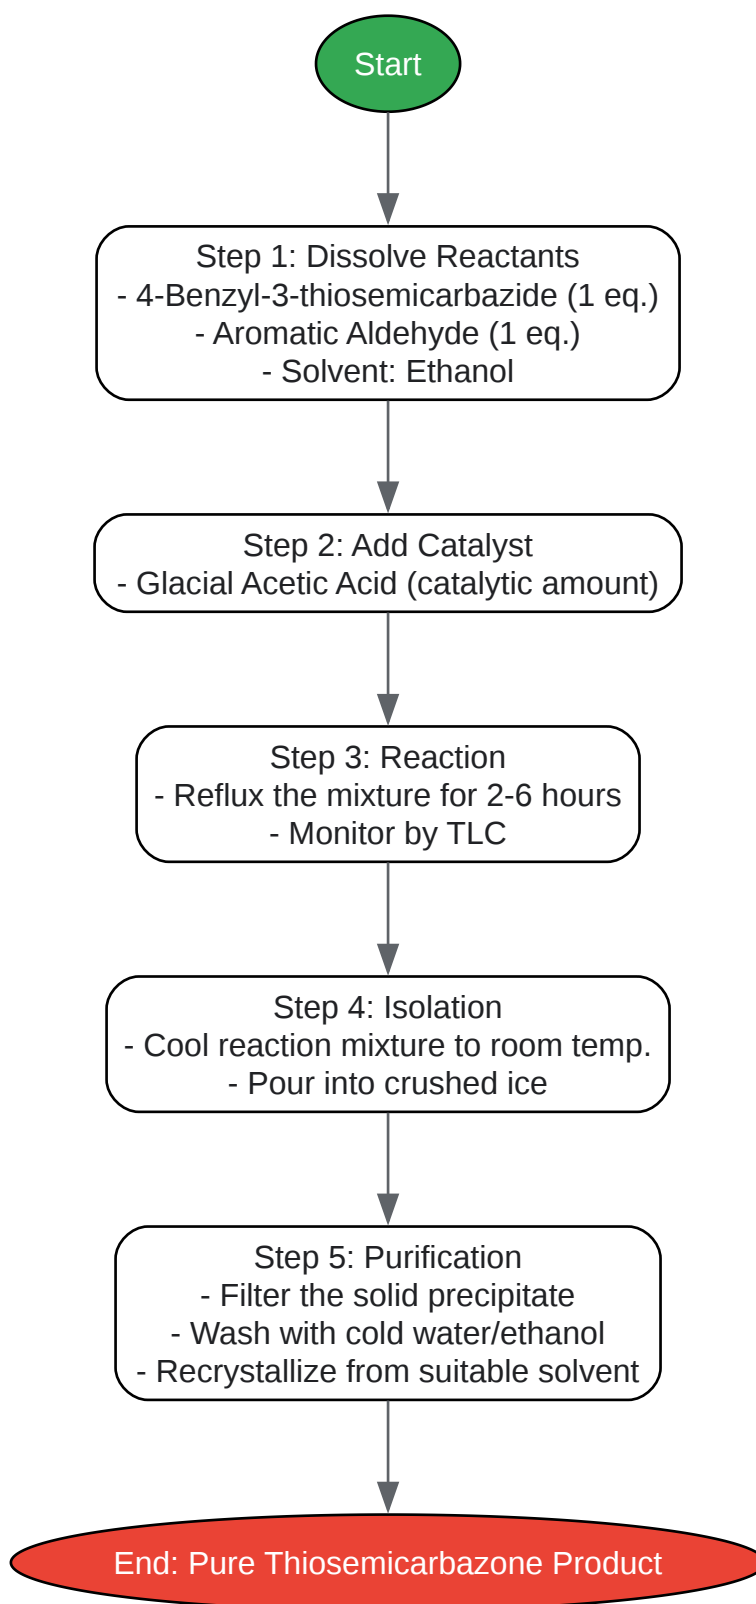 Start
Step 1: Dissolve Reactants
- 4-Benzyl-3-thiosemicarbazide (1 eq.)
- Aromatic Aldehyde (1 eq.)
- Solvent: Ethanol
Step 2: Add Catalyst
- Glacial Acetic Acid (catalytic amount)
Step 3: Reaction
- Reflux the mixture for 2-6 hours
- Monitor by TLC
Step 4: Isolation
- Cool reaction mixture to room temp.
- Pour into crushed ice
Step 5: Purification
- Filter the solid precipitate
- Wash with cold water/ethanol
- Recrystallize from suitable solvent
End: Pure Thiosemicarbazone Product